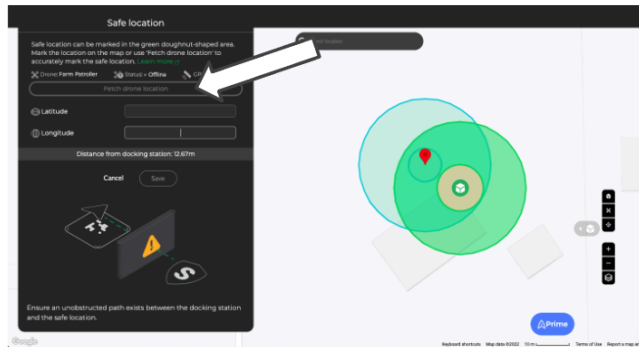 Safe location
Safe location can be marked in the green doughnut-shaped area.
Mark the location on the map or use 'Fetch drone location' to
accurately mark the safe location. Learn more
Drone: Farm Patroller
Status: • Offline
Fetch drone location
Latitude
Longitude
Distance from docking station: 12.67m
Cancel
Save
H
S
Ensure an unobstructed path exists between the docking station
and the safe location.
Google
location
Prime
Keyboard shortcuts
Map data ©2022
10 m
Terms of Use
Report a map